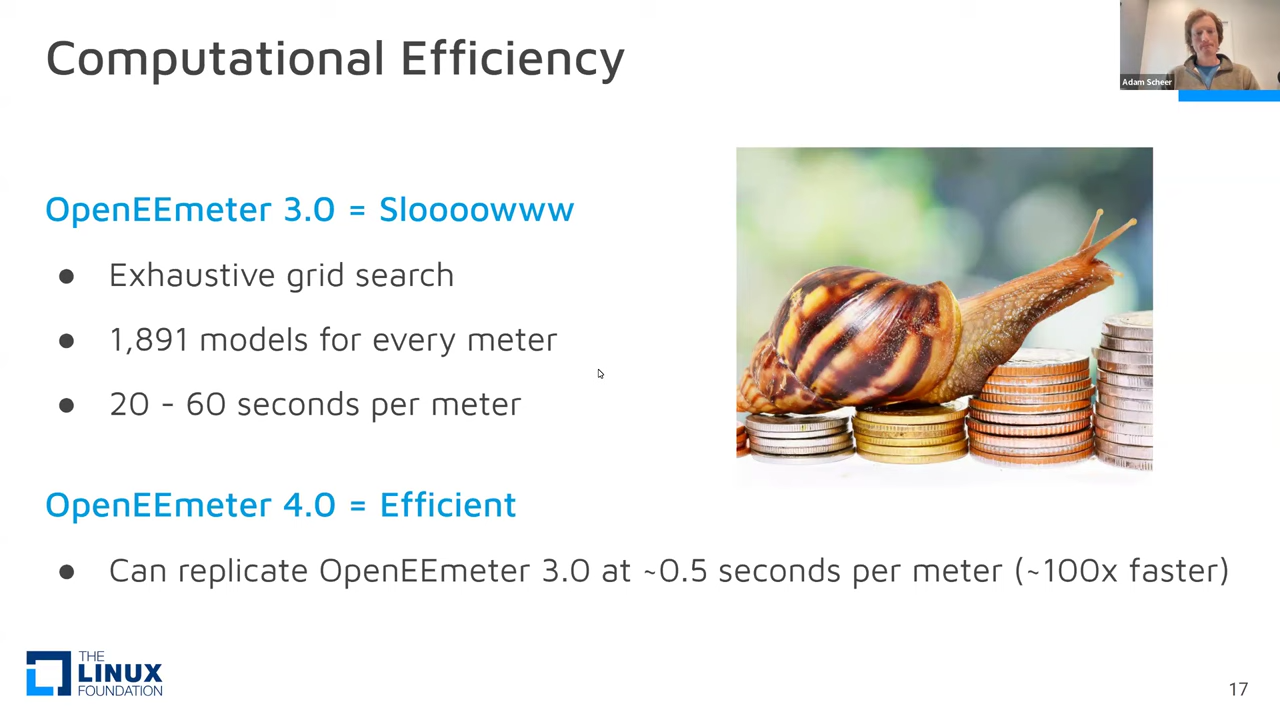 Computational Efficiency
Adam Scheer
OpenEEmeter 3.0 = Sloooowww
● Exhaustive grid search
● 1,891 models for every meter
● 20 - 60 seconds per meter
OpenEEmeter 4.0 = Efficient
● Can replicate OpenEEmeter 3.0 at ~0.5 seconds per meter (~100x faster)
THE
LINUX
FOUNDATION
17